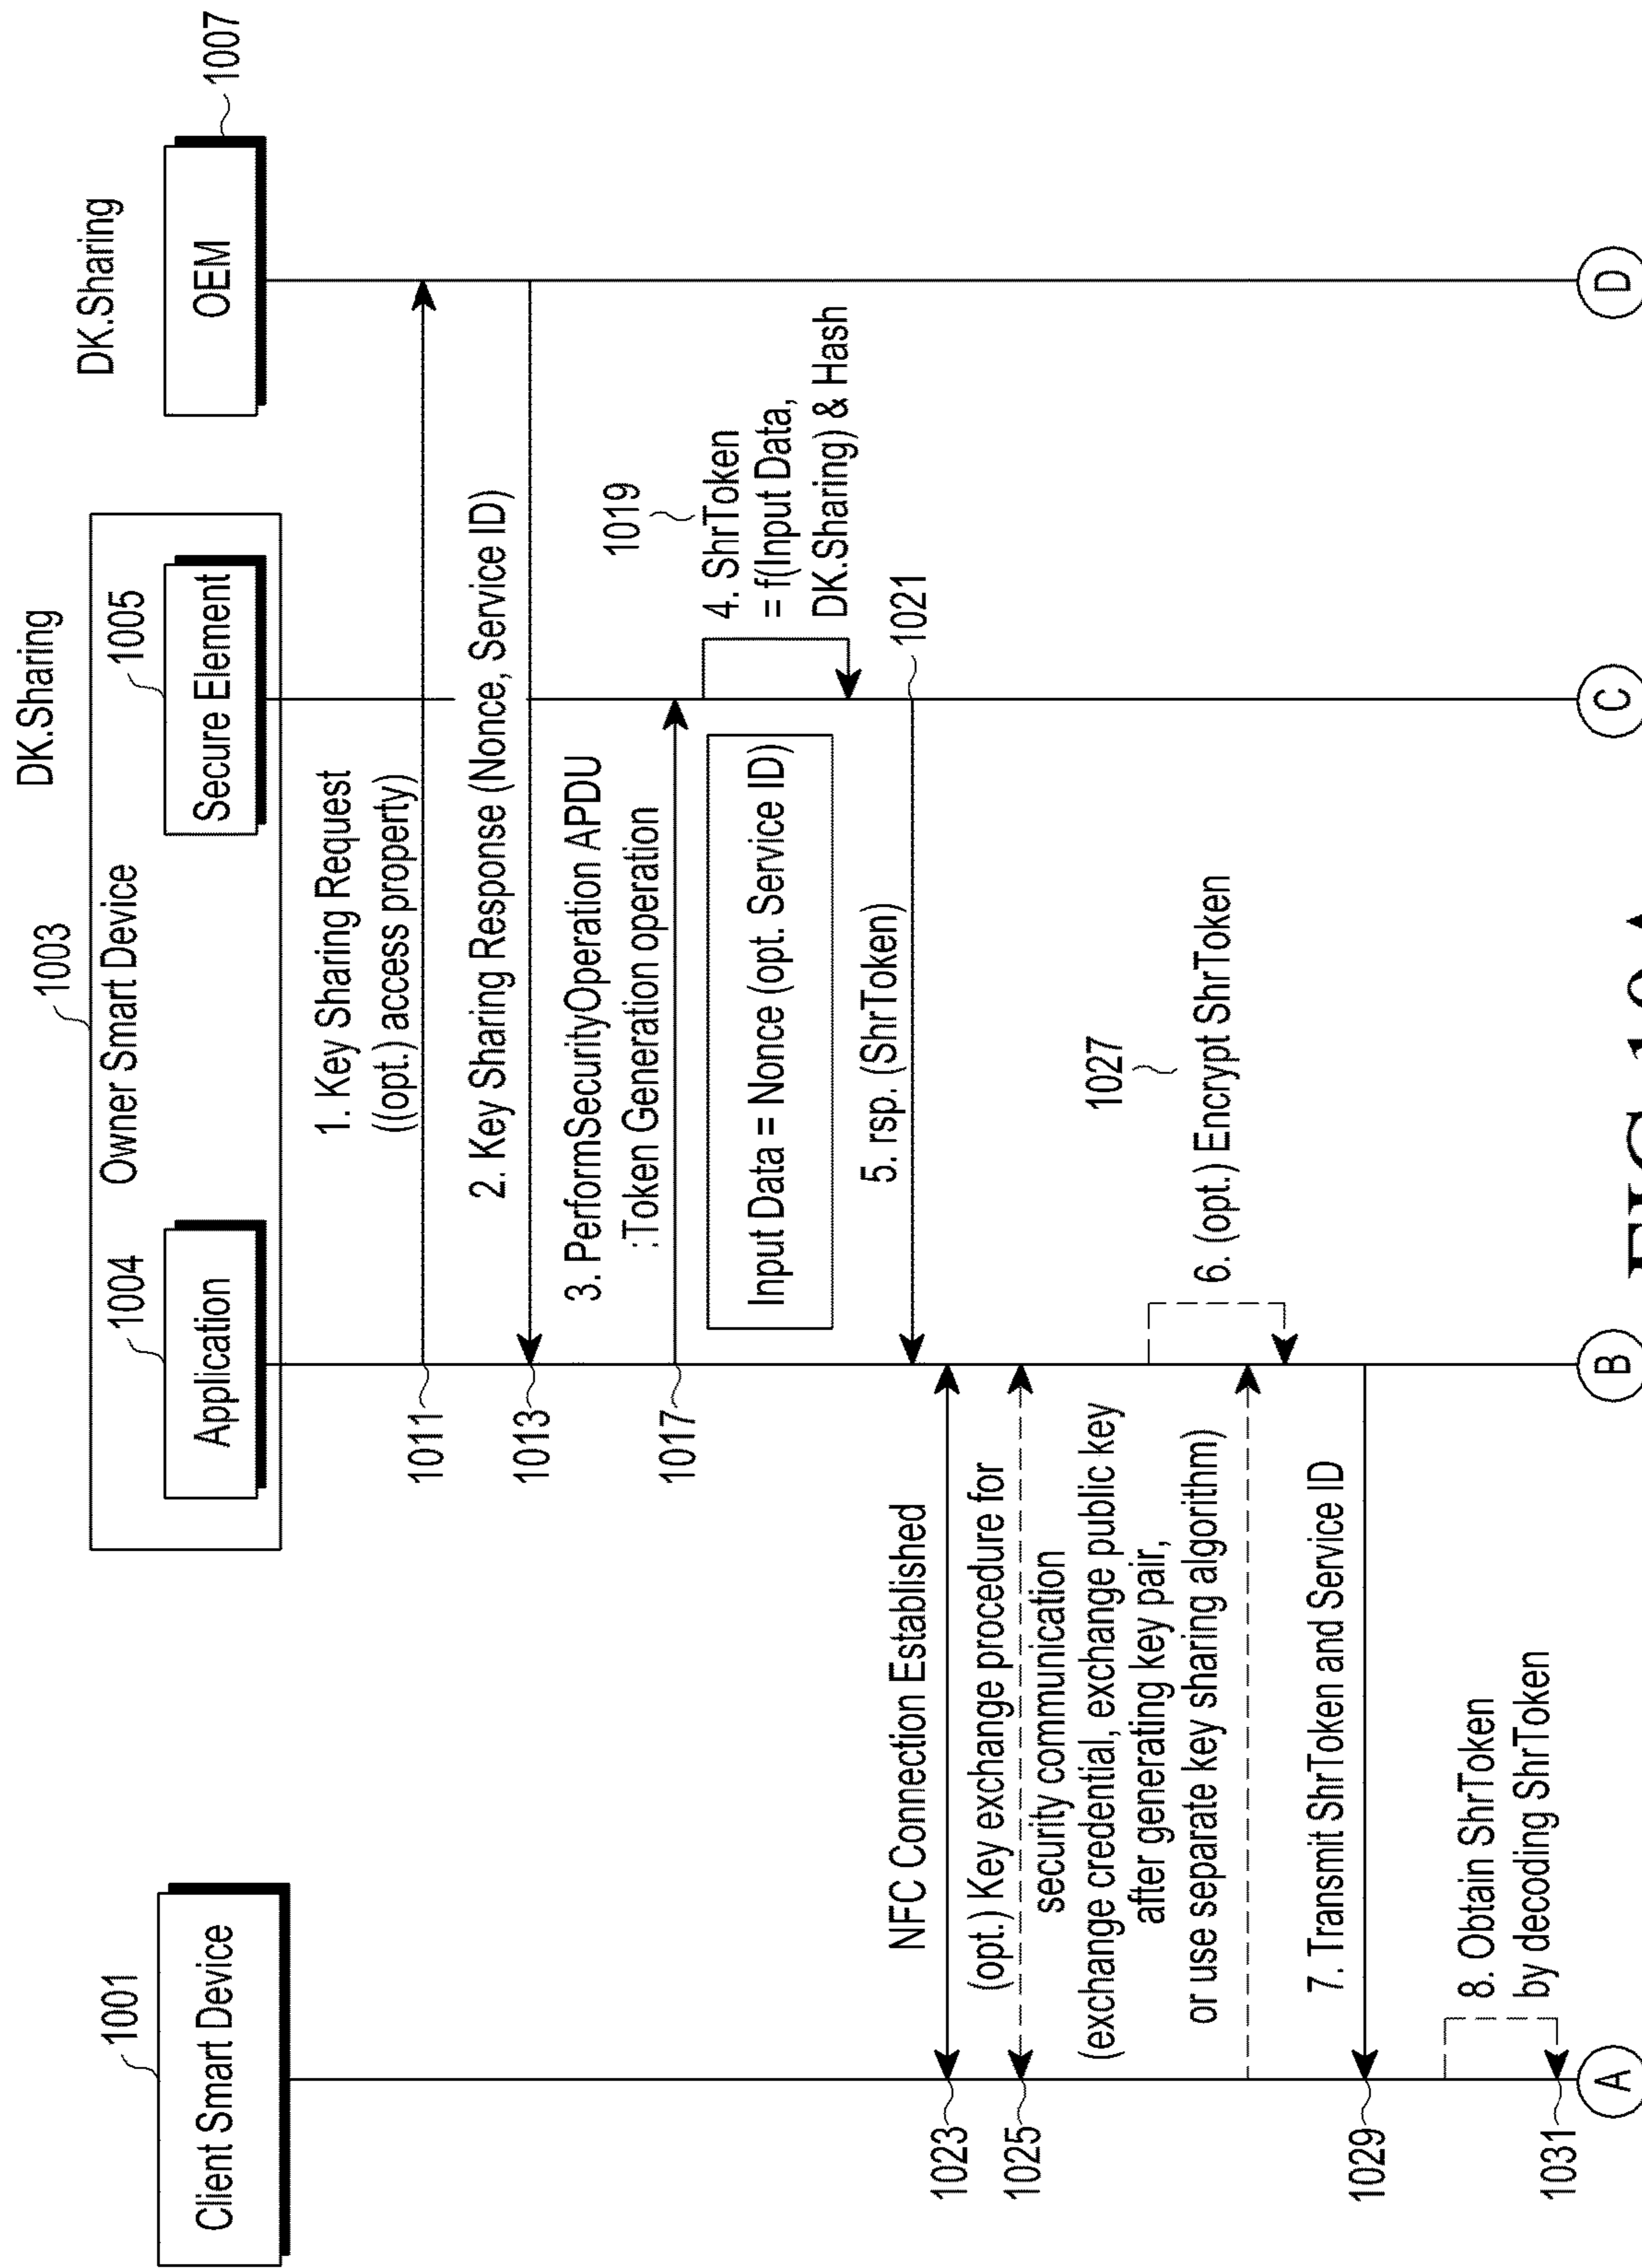 1001
Client Smart Device
1003
DK.Sharing
Owner Smart Device
1004
Application
1005
Secure Element
DK.Sharing
OEM
1007
1. Key Sharing Request
((opt.) access property)
1011
2. Key Sharing Response (Nonce, Service ID)
1013
3. PerformSecurityOperation APDU
:Token Generation operation
1017
Input Data = Nonce (opt. Service ID)
1019
4. ShrToken
= f(Input Data,
DK.Sharing) & Hash
5. rsp. (ShrToken)
1021
NFC Connection Established
1023
(opt.) Key exchange procedure for
security communication
(exchange credential, exchange public key
after generating key pair,
or use separate key sharing algorithm)
1025
1027
6. (opt.) Encrypt ShrToken
7. Transmit ShrToken and Service ID
1029
8. Obtain ShrToken
by decoding ShrToken
1031
A
B
C
D